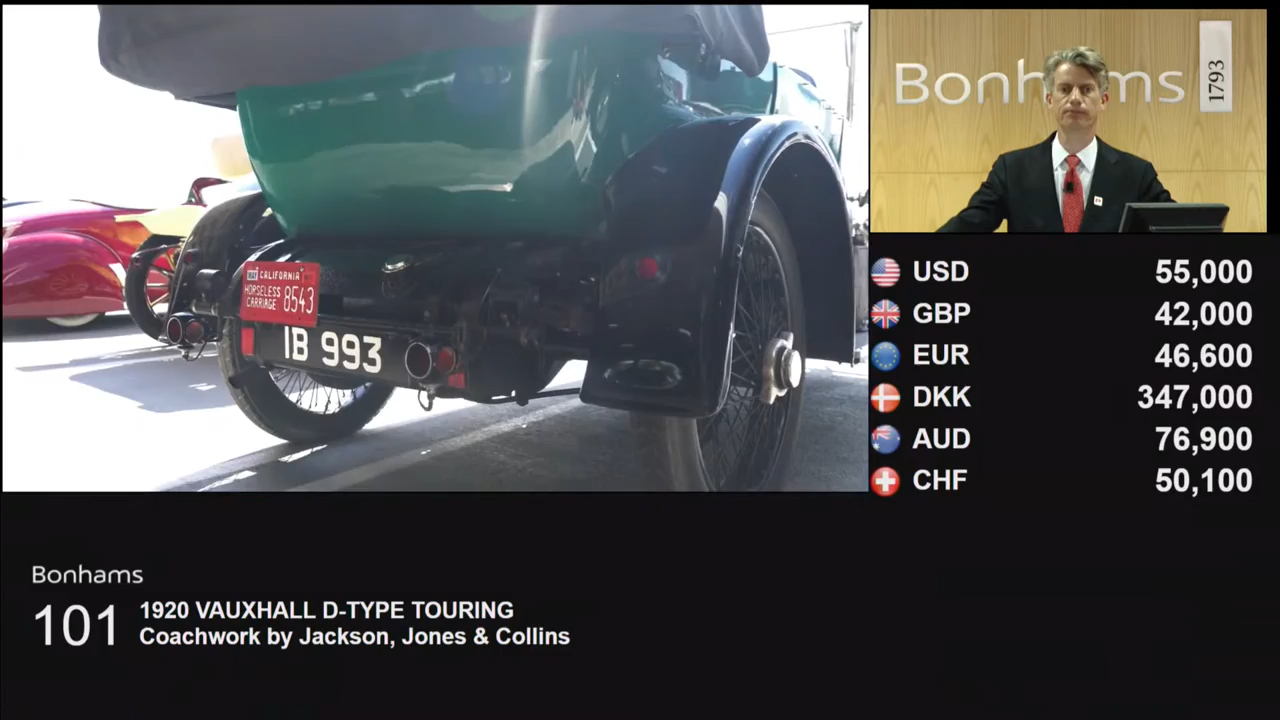 CALIFORNIA
HORSELESS
CARRIAGE 8543
IB 993
Bonhams
1793
USD 55,000
GBP 42,000
EUR 46,600
DKK 347,000
AUD 76,900
CHF 50,100
Bonhams
101
1920 VAUXHALL D-TYPE TOURING
Coachwork by Jackson, Jones & Collins